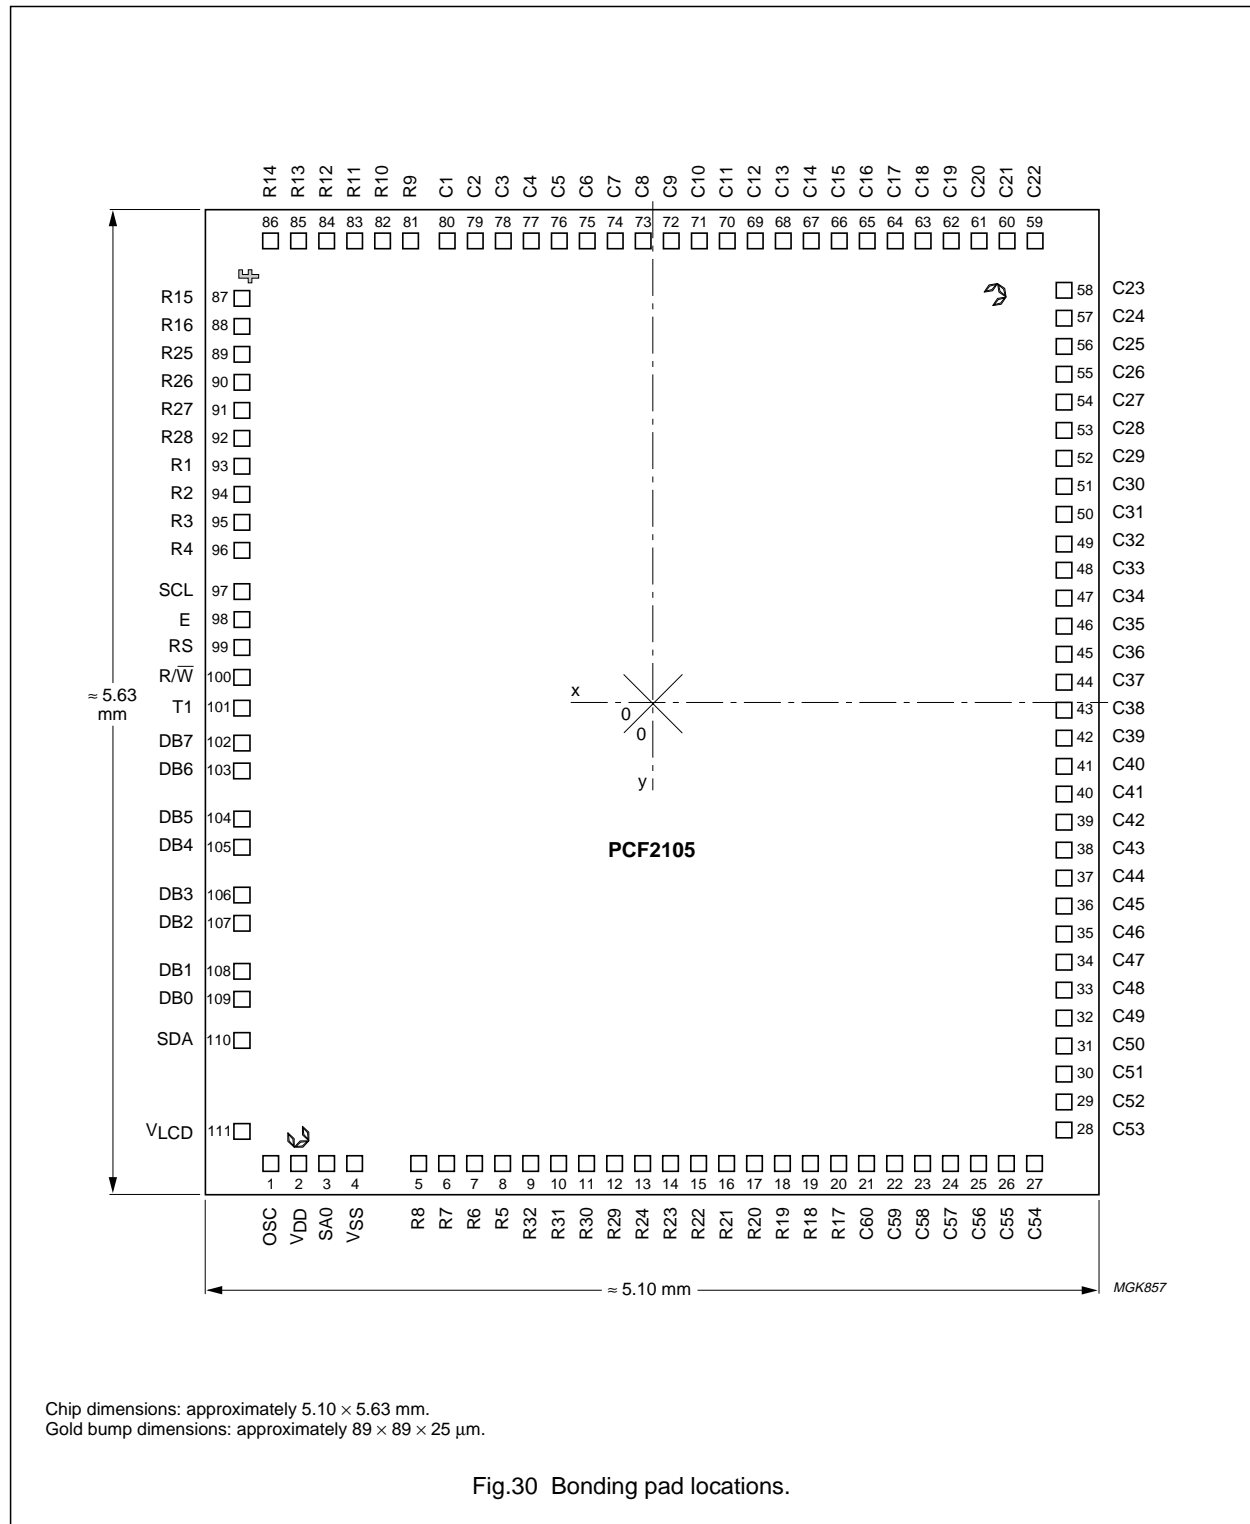 R14 R13 R12 R11 R10 R9 C1 C2 C3 C4 C5 C6 C7 C8 C9 C10 C11 C12 C13 C14 C15 C16 C17 C18 C19 C20 C21 C22
86 85 84 83 82 81 80 79 78 77 76 75 74 73 72 71 70 69 68 67 66 65 64 63 62 61 60 59
R15 87
R16 88
R25 89
R26 90
R27 91
R28 92
R1 93
R2 94
R3 95
R4 96
SCL 97
E 98
RS 99
R/W̅ 100
T1 101
DB7 102
DB6 103
DB5 104
DB4 105
DB3 106
DB2 107
DB1 108
DB0 109
SDA 110
VLCD 111
≈ 5.63
mm
x
0
0
y
PCF2105
58 C23
57 C24
56 C25
55 C26
54 C27
53 C28
52 C29
51 C30
50 C31
49 C32
48 C33
47 C34
46 C35
45 C36
44 C37
43 C38
42 C39
41 C40
40 C41
39 C42
38 C43
37 C44
36 C45
35 C46
34 C47
33 C48
32 C49
31 C50
30 C51
29 C52
28 C53
1 2 3 4 5 6 7 8 9 10 11 12 13 14 15 16 17 18 19 20 21 22 23 24 25 26 27
OSC VDD SA0 VSS R8 R7 R6 R5 R32 R31 R30 R29 R24 R23 R22 R21 R20 R19 R18 R17 C60 C59 C58 C57 C56 C55 C54
≈ 5.10 mm
MGK857
Chip dimensions: approximately 5.10 × 5.63 mm.
Gold bump dimensions: approximately 89 × 89 × 25 μm.
Fig.30 Bonding pad locations.